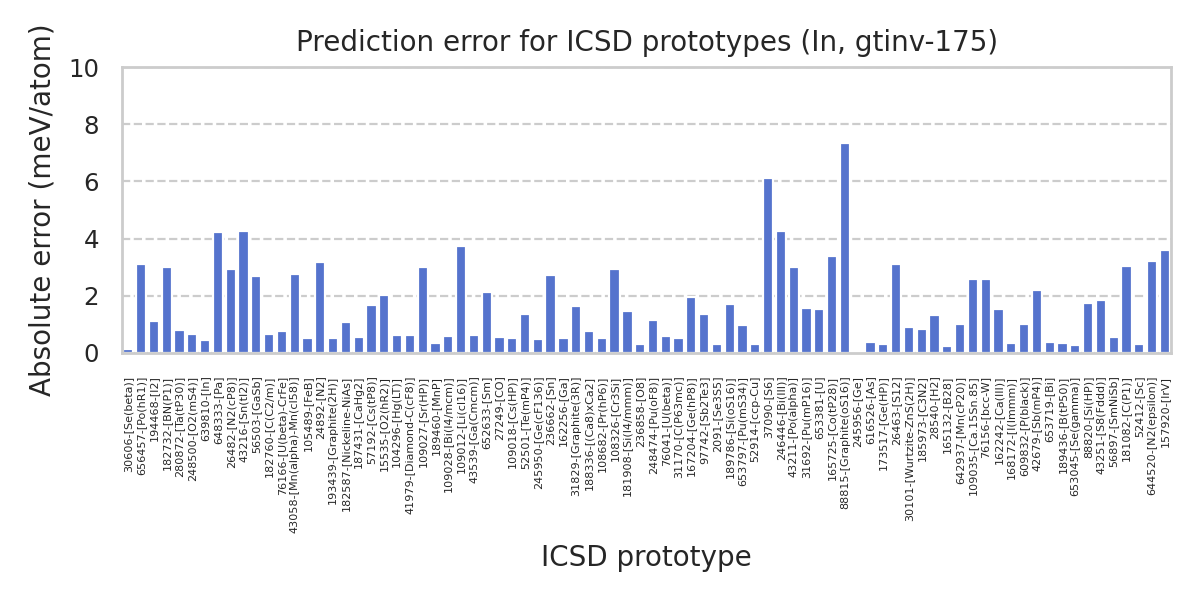 Prediction error for ICSD prototypes (In, gtinv-175)
Absolute error (meV/atom)
10
8
6
4
2
0
306006-[Se(beta)]
656457-[Po(hR1)]
194468-[I2]
182732-[BN(P1)]
280872-[Ta(tP30)]
248500-[O2(mS4)]
639810-[In]
648333-[Pa]
26482-[N2(cP8)]
43216-[Sn(tI2)]
56503-[GaSb]
182760-[C(C2/m)]
76166-[U(beta)-CrFe]
43058-[Mn(alpha)-Mn(cI58)]
1054899-[FeB]
24892-[N2]
193439-[Graphite(2H)]
182587-[Nickeline-NiAs]
187431-[CaHg2]
57192-[Cs(tP8)]
15535-[O2(hR2)]
104296-[Hg(LT)]
41979-[Diamond-C(cF8)]
109027-[Sr(HP)]
189460-[MnP]
109028-[Bi(I4/mcm)]
109012-[Li(cI16)]
43539-[Ga(Cmcm)]
652633-[Sm]
27249-[CO]
109018-[Cs(HP)]
52501-[Te(mP4)]
245950-[Ge(cF136)]
236662-[Sn]
162256-[Ga]
31829-[Graphite(3R)]
188336-[(Ca8)xCa2]
108682-[Pr(hP6)]
108326-[Cr3Si]
181908-[Si(I4/mmm)]
236858-[O8]
248474-[Pu(oF8)]
76041-[U(beta)]
31170-[C(P63mc)]
167204-[Ge(hP8)]
97742-[Sb2Te3]
2091-[Se3S5]
189786-[Si(oS16)]
653797-[Pu(mS34)]
52914-[ccp-Cu]
37090-[S6]
246446-[Bi(III)]
43211-[Po(alpha)]
31692-[Pu(mP16)]
653381-[U]
165725-[Co(tP28)]
88815-[Graphite(oS16)]
245956-[Ge]
616526-[As]
173517-[Ge(HP)]
26463-[S12]
30101-[Wurtzite-ZnS(2H)]
185973-[C3N2]
28540-[H2]
165132-[B28]
642937-[Mn(cP20)]
109035-[Ca.15Sn.85]
76156-[bcc-W]
162242-[Ca(III)]
168172-[I(Immm)]
609832-[P(black)]
426739-[Sb(mP4)]
653719-[Bi]
189436-[B(tP50)]
653045-[Se(gamma)]
88820-[Si(HP)]
43251-[S8(Fddd)]
56897-[SmNiSb]
181082-[C(P1)]
52412-[Sc]
644520-[N2(epsilon)]
157920-[IrV]
ICSD prototype